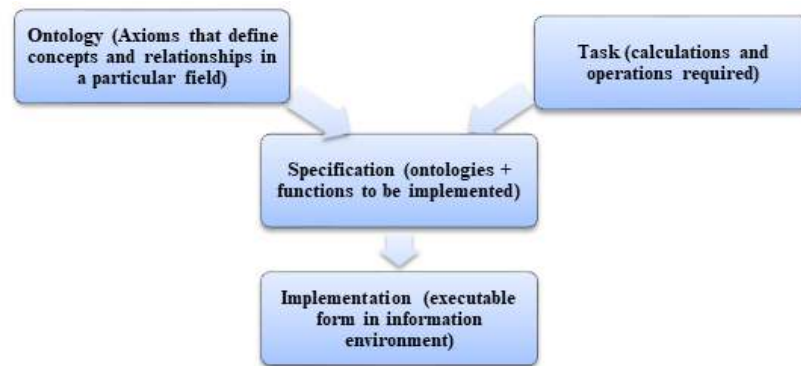 Ontology (Axioms that define
concepts and relationships in
a particular field)
Task (calculations and
operations required)
Specification (ontologies +
functions to be implemented)
Implementation (executable
form in information
environment)